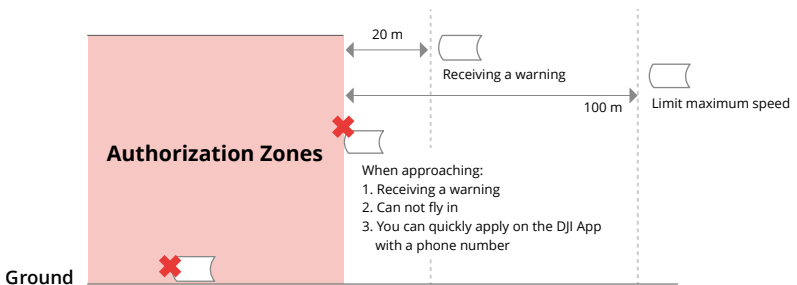 20 m
Receiving a warning
100 m
Limit maximum speed
Authorization Zones
When approaching:
1. Receiving a warning
2. Can not fly in
3. You can quickly apply on the DJI App
with a phone number
Ground